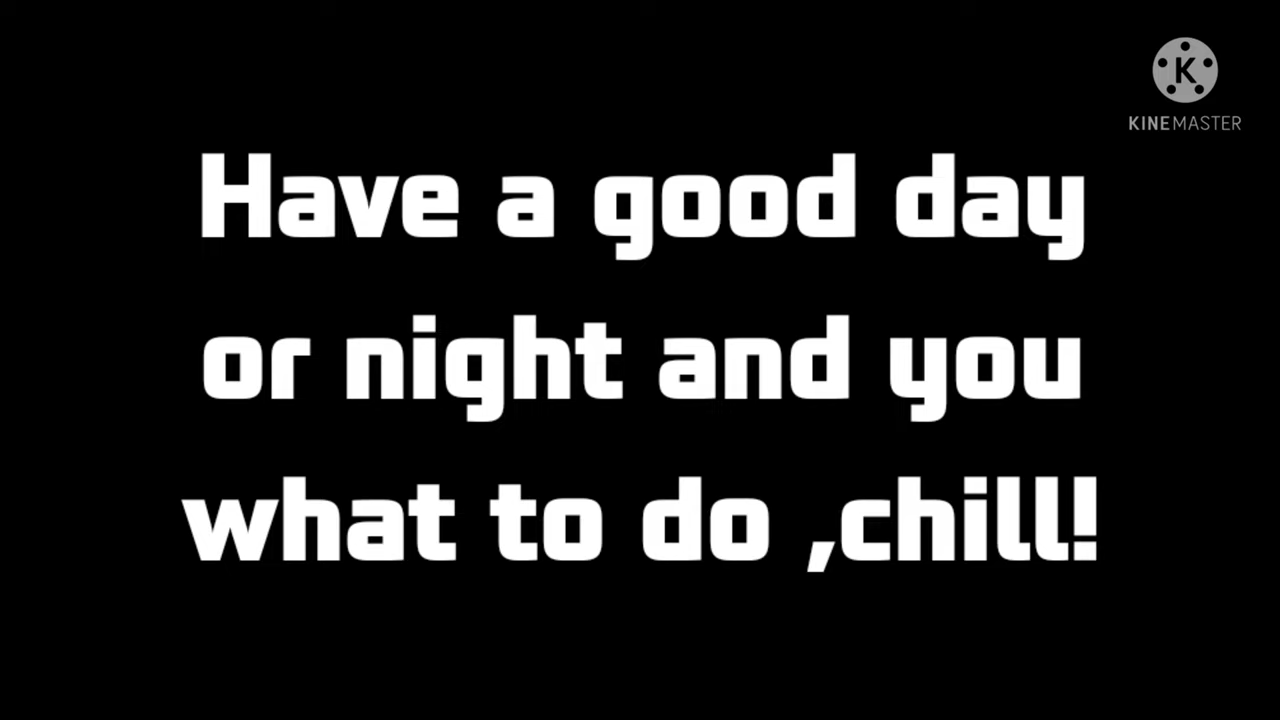 K
KINEMASTER
Have a good day
or night and you
what to do ,chill!